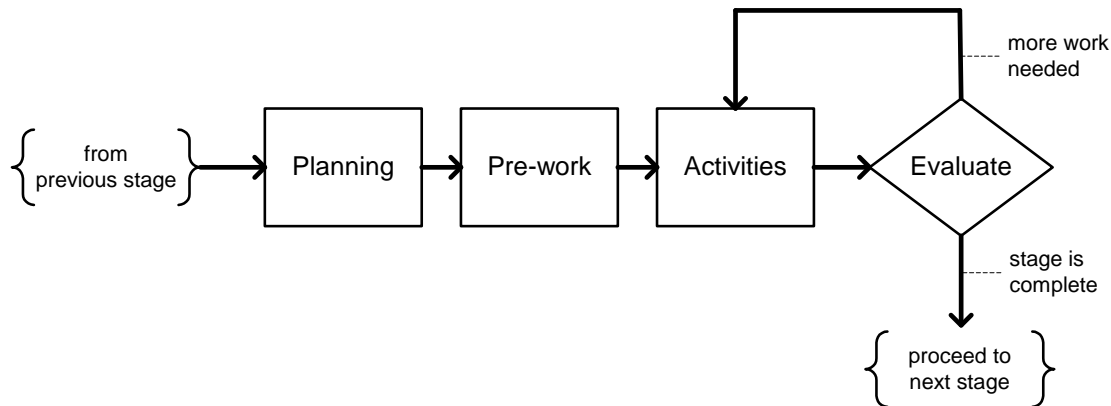 from
previous stage
Planning
Pre-work
Activities
Evaluate
more work
needed
stage is
complete
proceed to
next stage